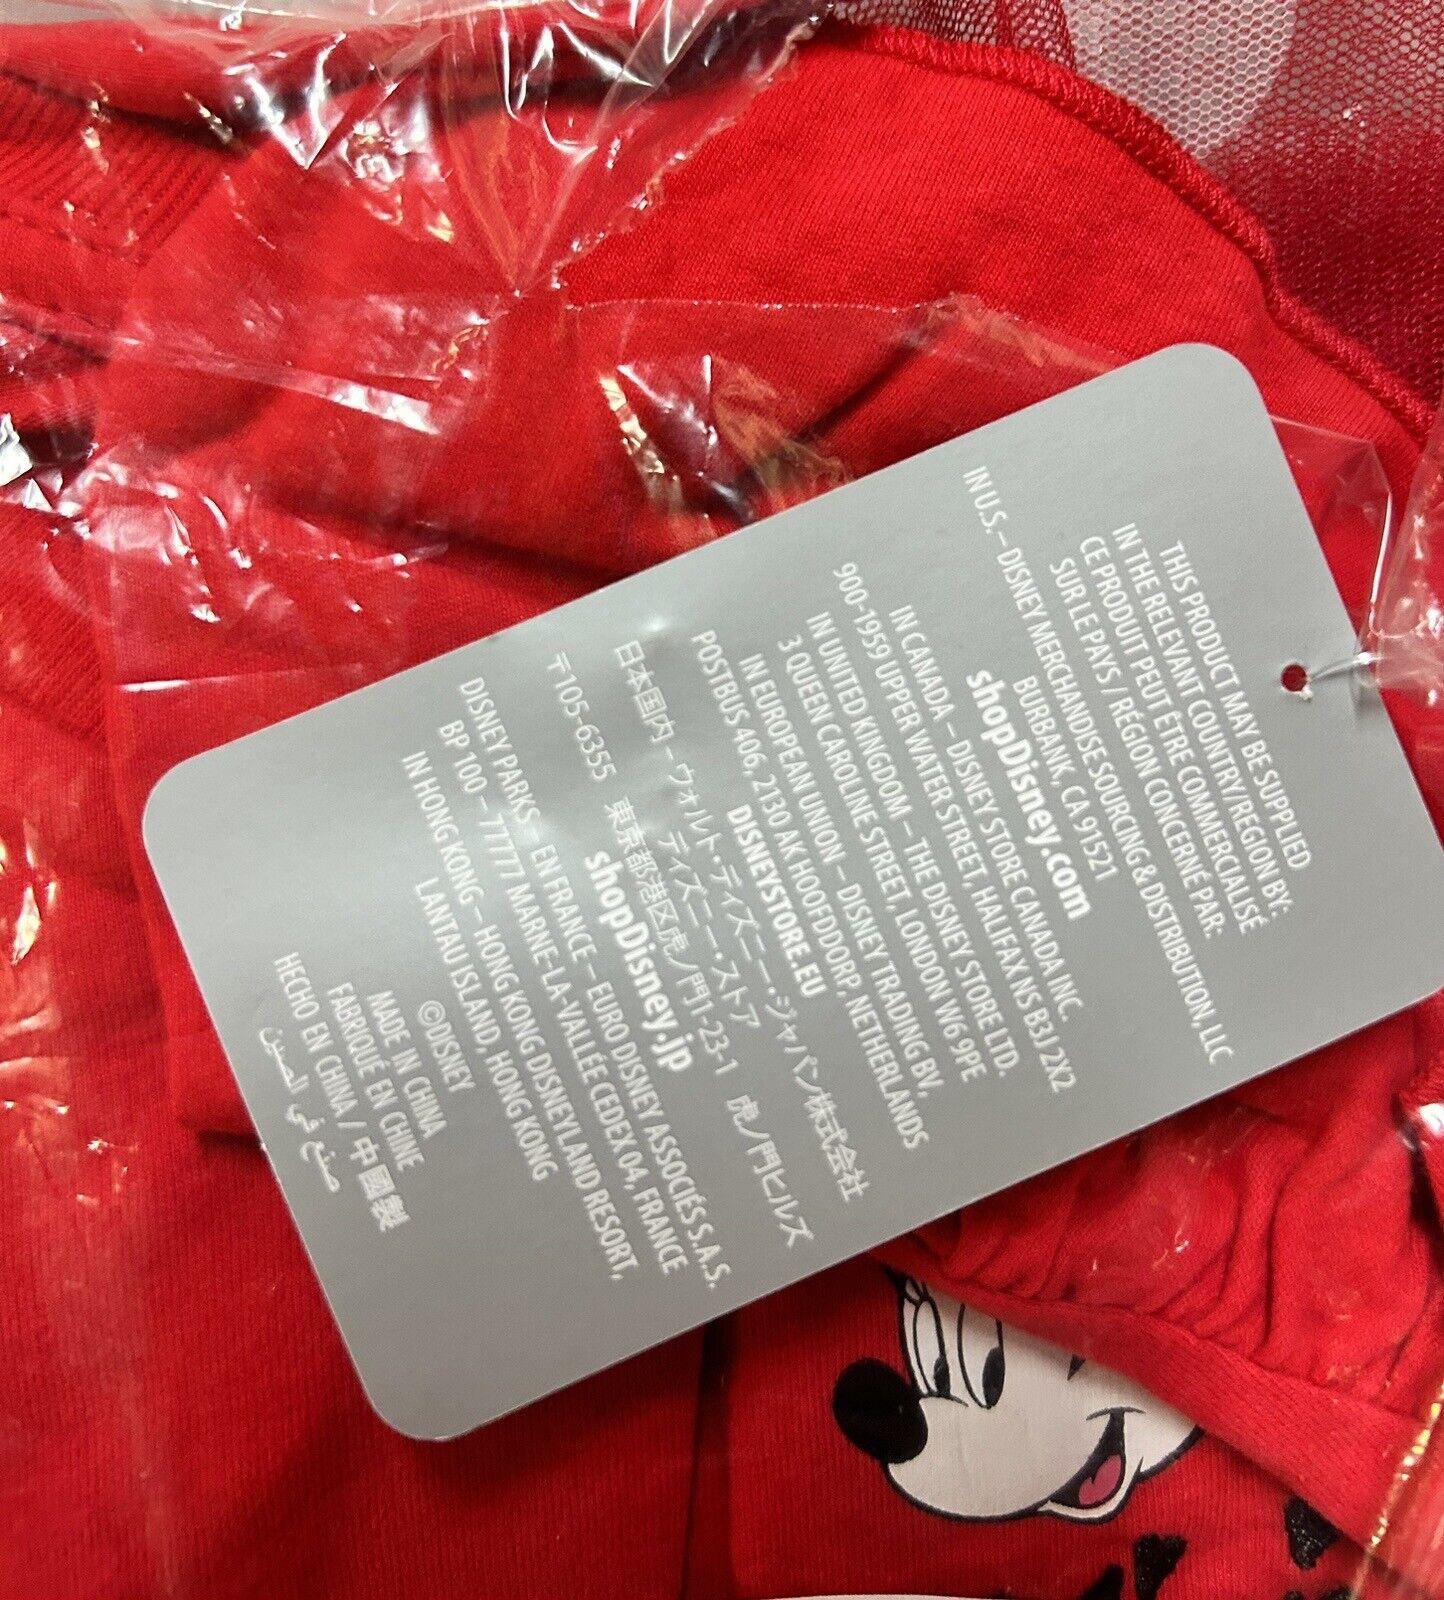 THIS PRODUCT MAY BE SUPPLIED
IN THE RELEVANT COUNTRY/REGION BY:
CE PRODUIT PEUT ÊTRE COMMERCIALISÉ
SUR LE PAYS / RÉGION CONCERNÉ PAR:
IN U.S. – DISNEY MERCHANDISE SOURCING & DISTRIBUTION, LLC
BURBANK, CA 91521
shopDisney.com
IN CANADA – DISNEY STORE CANADA INC.
900-1959 UPPER WATER STREET, HALIFAX NS B3J 2X2
IN UNITED KINGDOM – THE DISNEY STORE LTD.
3 QUEEN CAROLINE STREET, LONDON W6 9PE
IN EUROPEAN UNION – DISNEY TRADING BV,
POSTBUS 406, 2130 AK HOOFDDORP, NETHERLANDS
DISNEYSTORE.EU
日本国内 – ウォルト・ディズニー・ジャパン株式会社
ディズニー・ストア
〒105-6355 東京都港区虎ノ門1-23-1 虎ノ門ヒルズ
shopDisney.jp
DISNEY PARKS – EN FRANCE – EURO DISNEY ASSOCIÉS S.A.S.
BP 100 – 77777 MARNE-LA-VALLÉE CEDEX 04, FRANCE
IN HONG KONG – HONG KONG DISNEYLAND RESORT,
LANTAU ISLAND, HONG KONG
©DISNEY
MADE IN CHINA
FABRIQUÉ EN CHINE
HECHO EN CHINA / 中國製
صنع في الصين